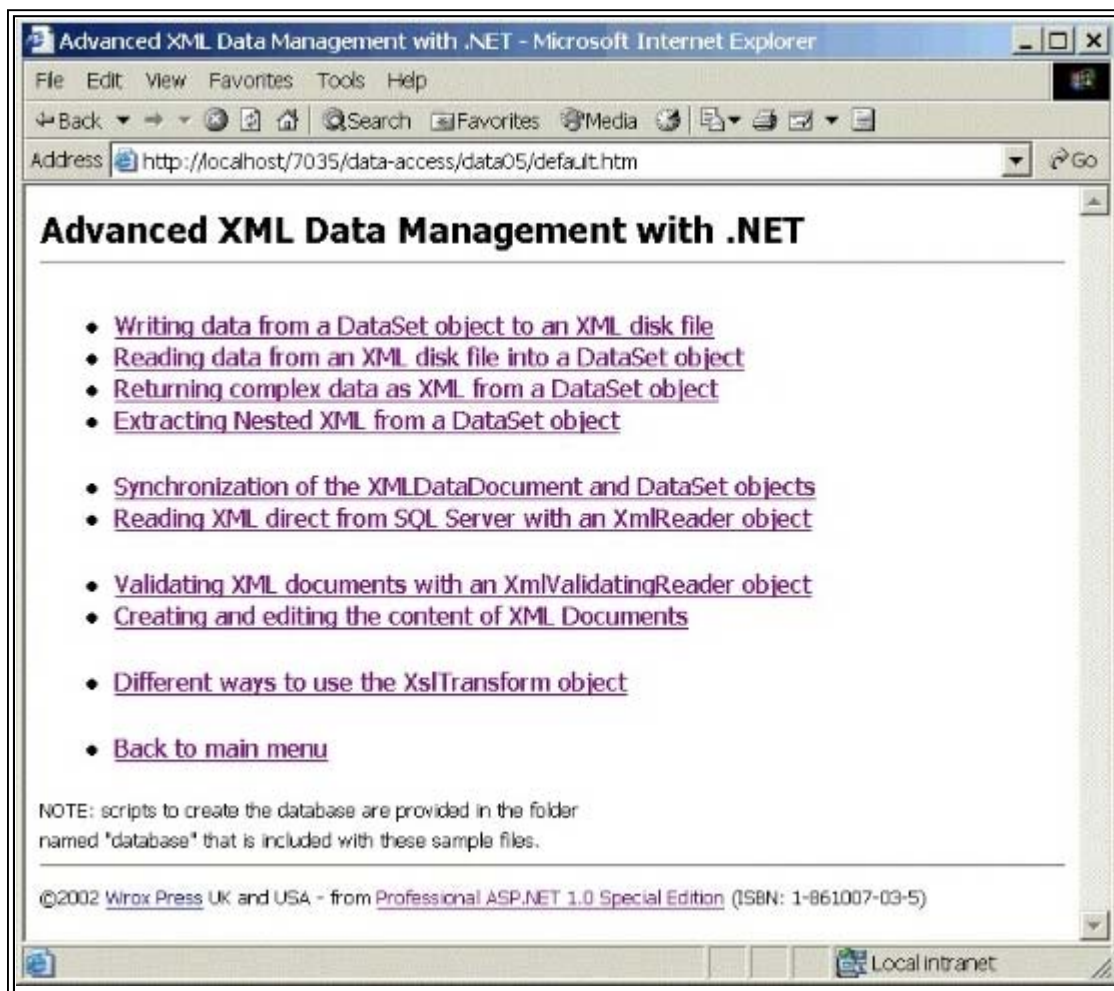 Advanced XML Data Management with .NET - Microsoft Internet Explorer
File Edit View Favorites Tools Help
Back Search Favorites Media
Address http://localhost/7035/data-access/data05/default.htm Go
Advanced XML Data Management with .NET
• Writing data from a DataSet object to an XML disk file
• Reading data from an XML disk file into a DataSet object
• Returning complex data as XML from a DataSet object
• Extracting Nested XML from a DataSet object
• Synchronization of the XMLDataDocument and DataSet objects
• Reading XML direct from SQL Server with an XmlReader object
• Validating XML documents with an XmlValidatingReader object
• Creating and editing the content of XML Documents
• Different ways to use the XslTransform object
• Back to main menu
NOTE: scripts to create the database are provided in the folder
named "database" that is included with these sample files.
©2002 Wrox Press UK and USA - from Professional ASP.NET 1.0 Special Edition (ISBN: 1-861007-03-5)
Local intranet